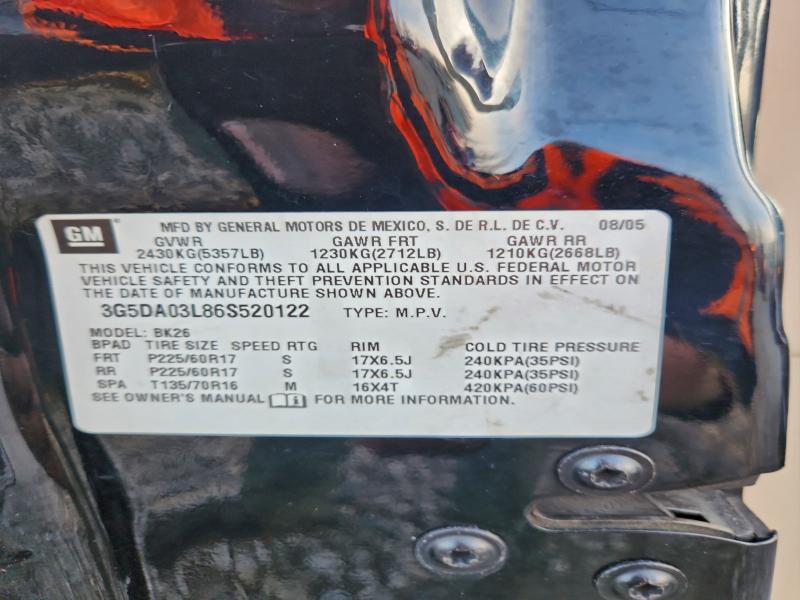 GM MFD BY GENERAL MOTORS DE MEXICO, S. DE R.L. DE C.V. 08/05
GVWR GAWR FRT GAWR RR
2430KG(5357LB) 1230KG(2712LB) 1210KG(2668LB)
THIS VEHICLE CONFORMS TO ALL APPLICABLE U.S. FEDERAL MOTOR
VEHICLE SAFETY AND THEFT PREVENTION STANDARDS IN EFFECT ON
THE DATE OF MANUFACTURE SHOWN ABOVE.
3G5DA03L86S520122 TYPE: M.P.V.
MODEL: BK26
BPAD TIRE SIZE SPEED RTG RIM COLD TIRE PRESSURE
FRT P225/60R17 S 17X6.5J 240KPA(35PSI)
RR P225/60R17 S 17X6.5J 240KPA(35PSI)
SPA T135/70R16 M 16X4T 420KPA(60PSI)
SEE OWNER'S MANUAL FOR MORE INFORMATION.